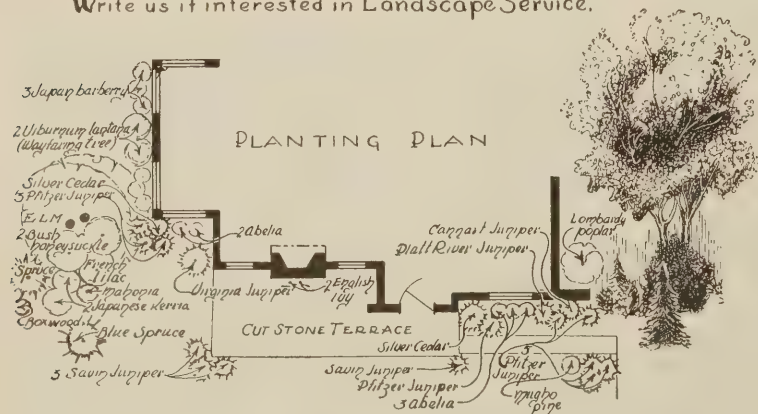 Write us if interested in Landscape Service.
3 Japan barberry
2 Viburnum lantana
(Wayfaring tree)
PLANTING PLAN
Silver Cedar
3 Pfitzer Juniper
ELM
2 Bush
honeysuckle
Spruce
French
Lilac
Mahonia
2 Japanese Kerria
Boxwood
Blue Spruce
5 Savin Juniper
2 abelia
Virginia Juniper
2 English
Ivy
CUT STONE TERRACE
Cannart Juniper
Platt River Juniper
Lombardy
poplar
Silver Cedar
Savin Juniper
Pfitzer Juniper
3 abelia
Pfitzer
Juniper
mugho
pine